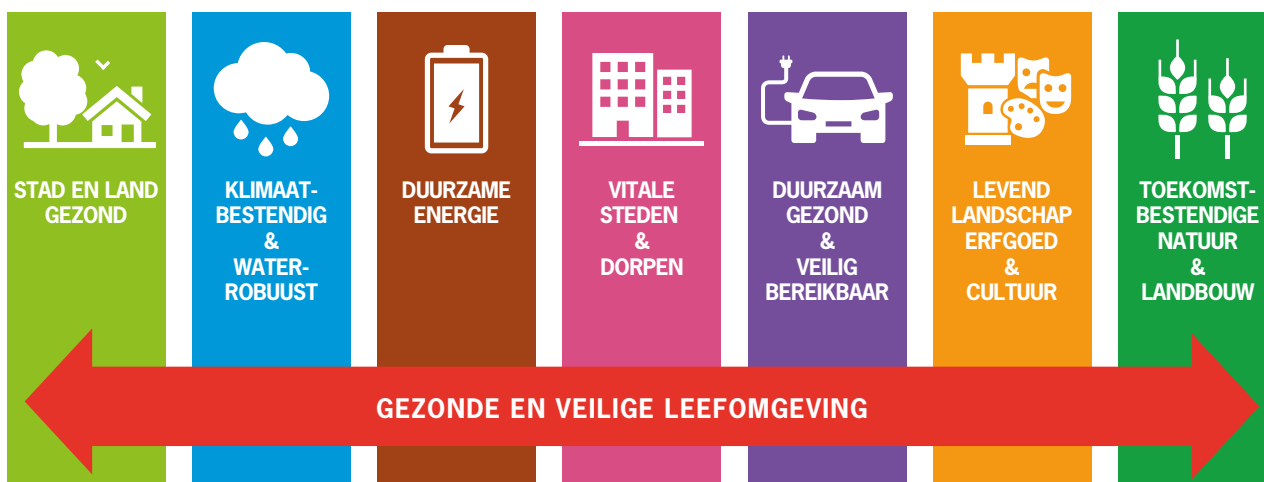 STAD EN LAND
GEZOND
KLIMAAT-
BESTENDIG
&
WATER-
ROBUUST
DUURZAME
ENERGIE
VITALE
STEDEN
&
DORPEN
DUURZAAM
GEZOND
&
VEILIG
BEREIKBAAR
LEVEND
LANDSCHAP
ERFGOED
&
CULTUUR
TOEKOMST-
BESTENDIGE
NATUUR
&
LANDBOUW
GEZONDE EN VEILIGE LEEFOMGEVING